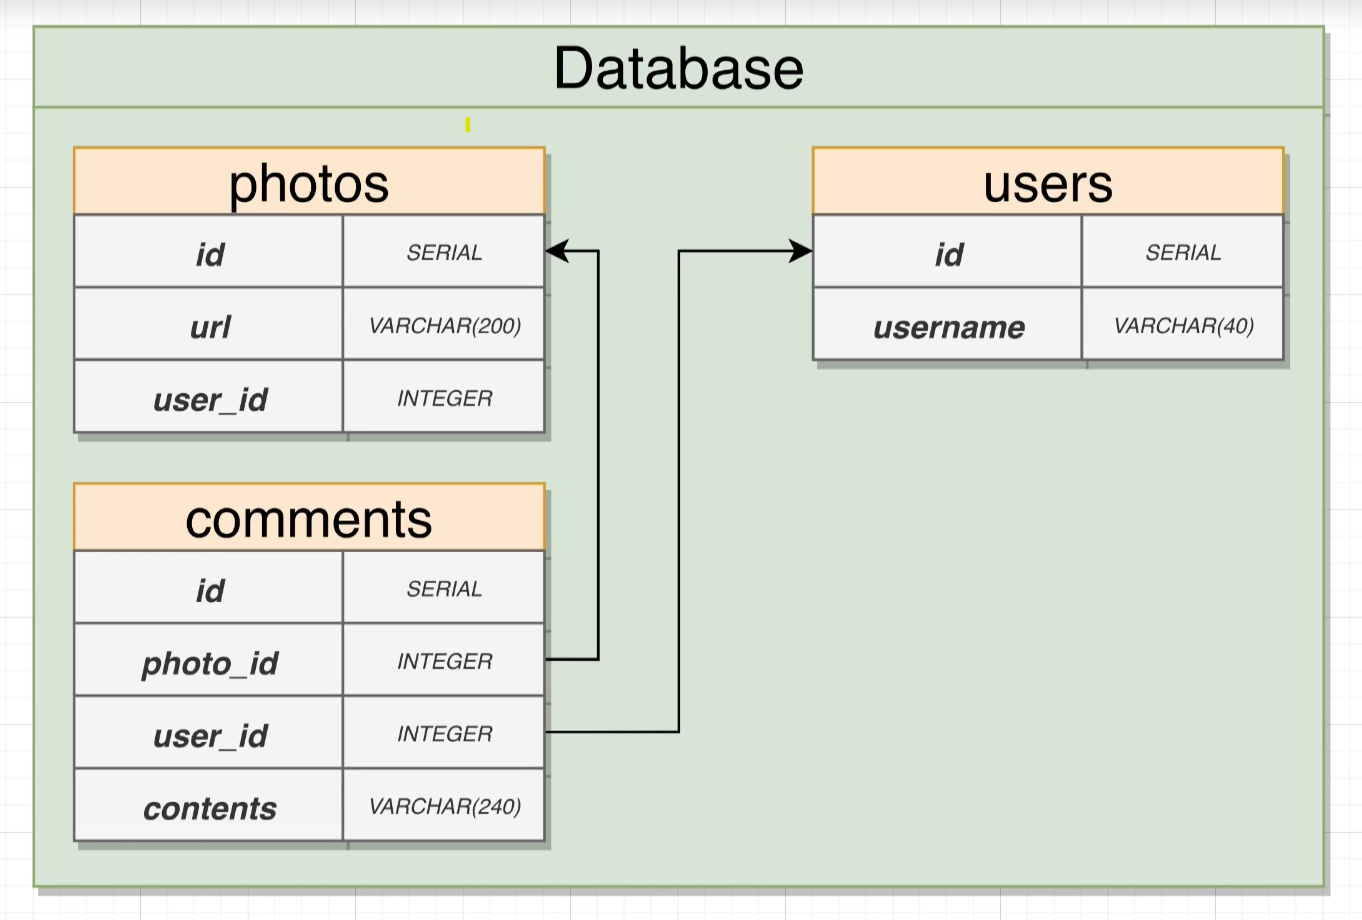 Database
photos
id SERIAL
url VARCHAR(200)
user_id INTEGER
users
id SERIAL
username VARCHAR(40)
comments
id SERIAL
photo_id INTEGER
user_id INTEGER
contents VARCHAR(240)